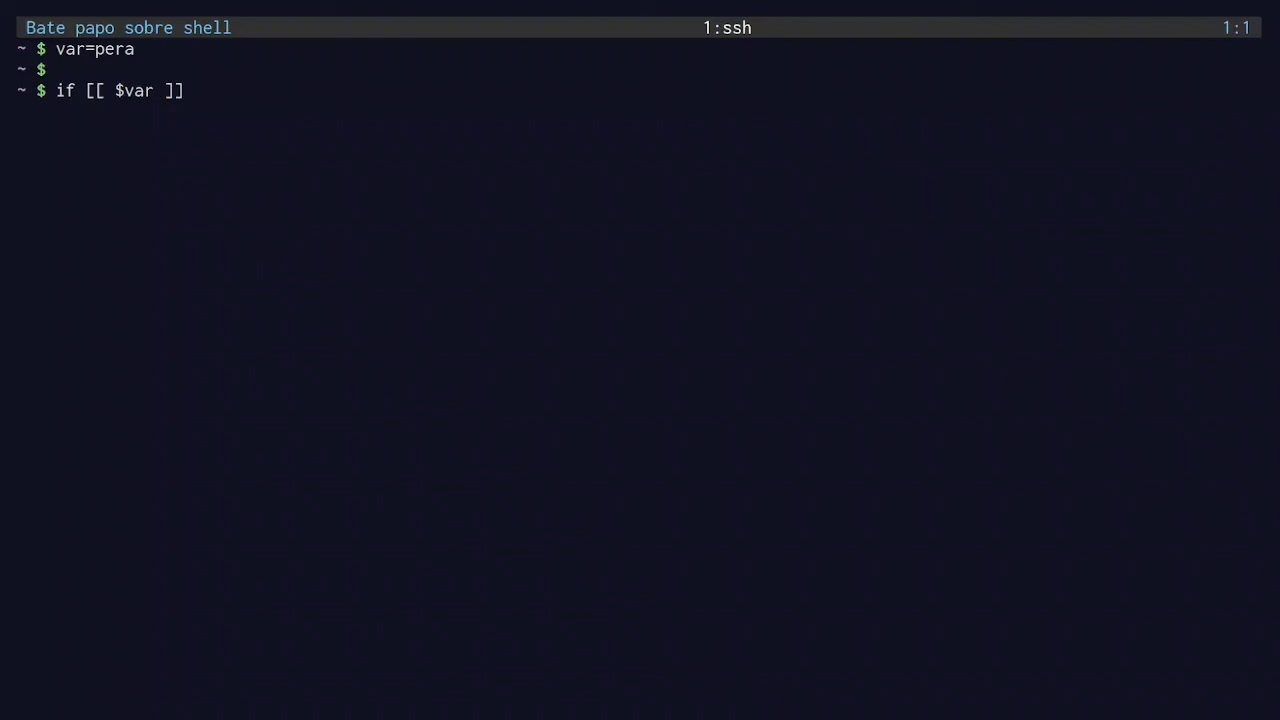 Bate papo sobre shell 1:ssh 1:1
~ $ var=pera
~ $
~ $ if [[ $var ]]